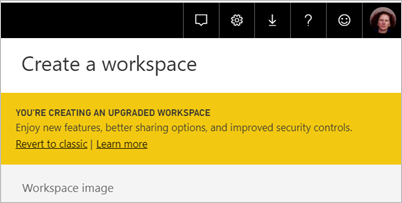 Create a workspace
YOU'RE CREATING AN UPGRADED WORKSPACE
Enjoy new features, better sharing options, and improved security controls.
Revert to classic | Learn more
Workspace image